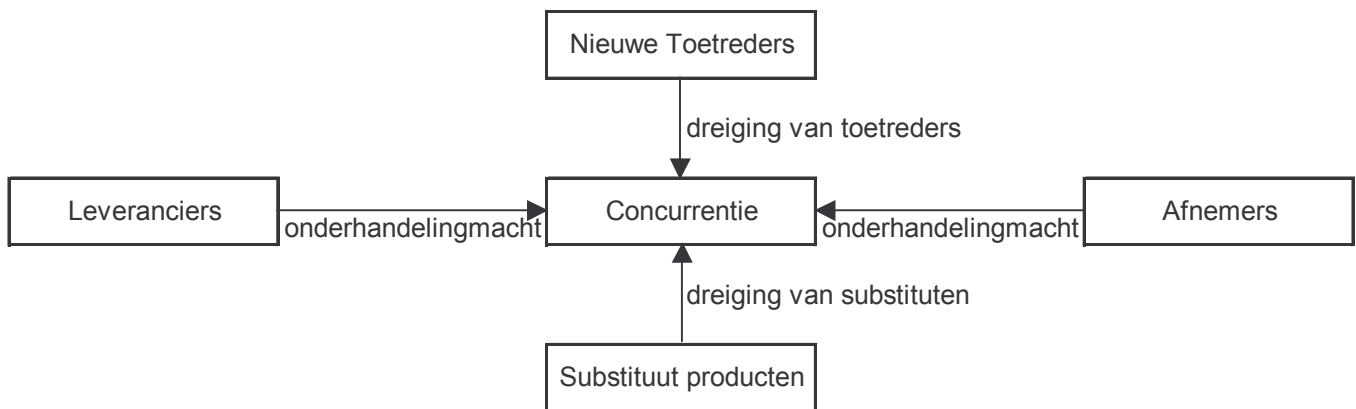 Nieuwe Toetreders
dreiging van toetreders
Leveranciers
onderhandelingmacht
Concurrentie
onderhandelingmacht
Afnemers
dreiging van substituten
Substituut producten